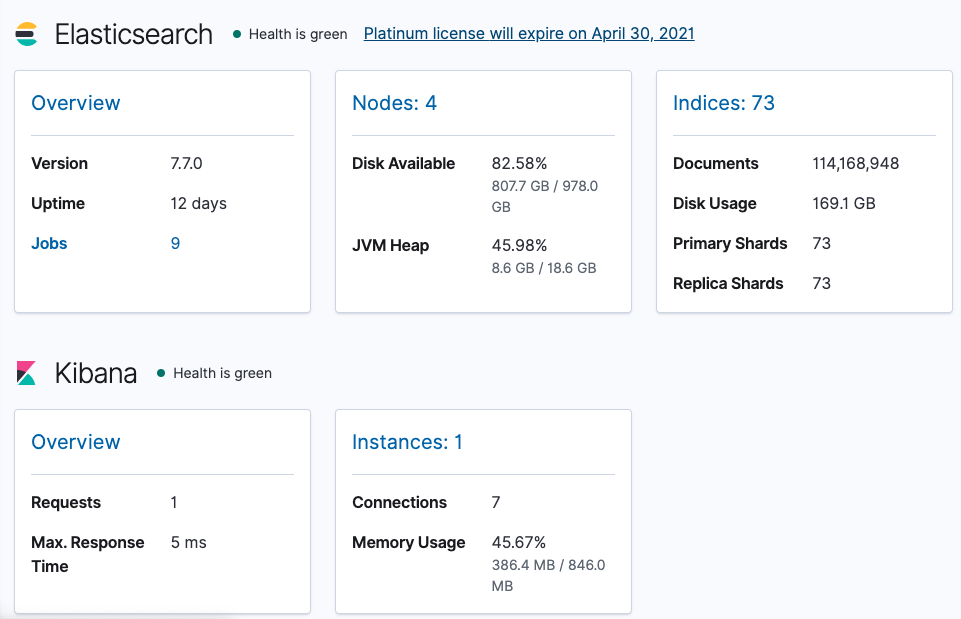 Elasticsearch
Health is green
Platinum license will expire on April 30, 2021
Overview
Version 7.7.0
Uptime 12 days
Jobs 9
Nodes: 4
Disk Available 82.58%
807.7 GB / 978.0
GB
JVM Heap 45.98%
8.6 GB / 18.6 GB
Indices: 73
Documents 114,168,948
Disk Usage 169.1 GB
Primary Shards 73
Replica Shards 73
Kibana
Health is green
Overview
Requests 1
Max. Response 5 ms
Time
Instances: 1
Connections 7
Memory Usage 45.67%
386.4 MB / 846.0
MB